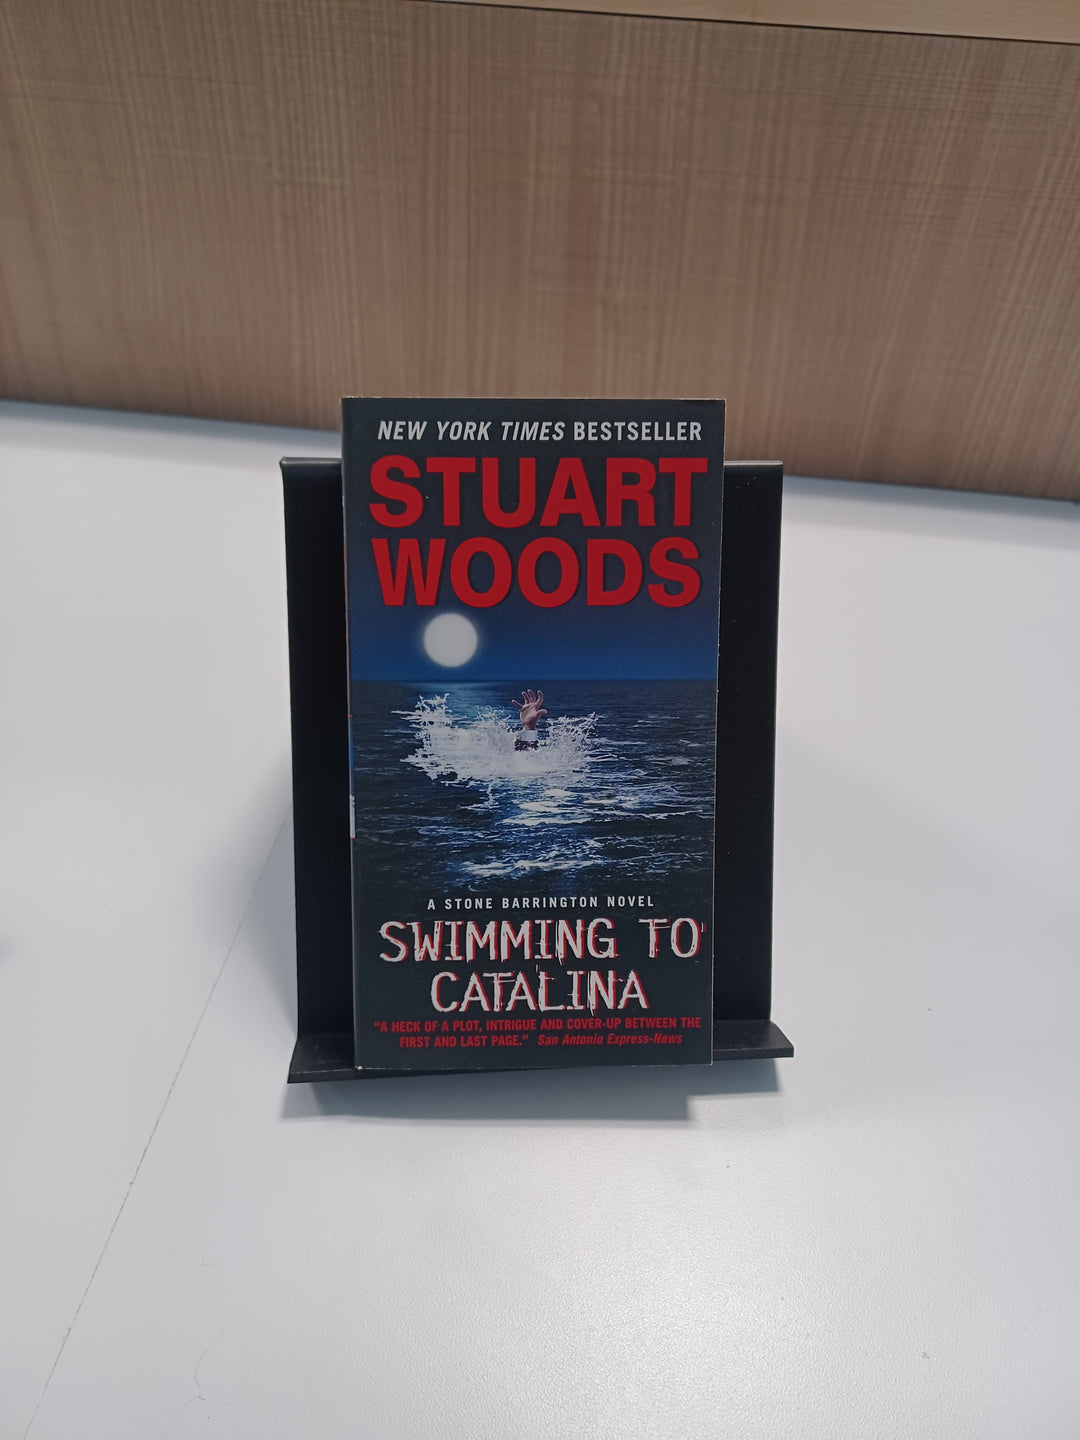 NEW YORK TIMES BESTSELLER
STUART
WOODS
A STONE BARRINGTON NOVEL
SWIMMING TO
CATALINA
"A HECK OF A PLOT, INTRIGUE AND COVER-UP BETWEEN THE
FIRST AND LAST PAGE." San Antonio Express-News